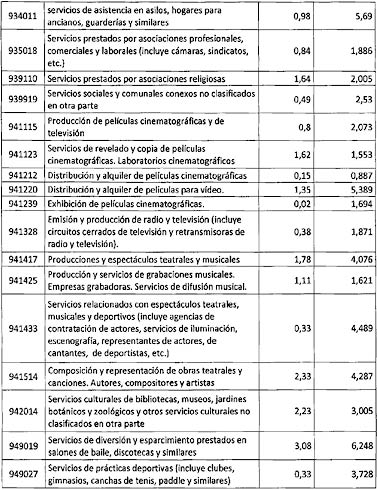 934011 servicios de asistencia en asilos, hogares para 0,98 5,69
ancianos, guarderías y similares
935018 Servicios prestados por asociaciones profesionales, 0,84 1,886
comerciales y laborales (incluye cámaras, sindicatos,
etc.)
939110 Servicios prestados por asociaciones religiosas 1,64 2,005
939919 Servicios sociales y comunales conexos no clasificados 0,49 2,53
en otra parte
941115 Producción de películas cinematográficas y de 0,8 2,073
televisión
941123 Servicios de revelado y copia de películas 1,62 1,553
cinematográficas. Laboratorios cinematográficos
941212 Distribución y alquiler de películas cinematográficas 0,15 0,887
941220 Distribución y alquiler de películas para vídeo. 1,35 5,389
941239 Exhibición de películas cinematográficas. 0,02 1,694
941328 Emisión y producción de radio y televisión (incluye 0,38 1,871
circuitos cerrados de televisión y retransmisoras de
radio y televisión).
941417 Producciones y espectáculos teatrales y musicales 1,78 4,076
941425 Producción y servicios de grabaciones musicales. 1,11 1,621
Empresas grabadoras. Servicios de difusión musical.
941433 Servicios relacionados con espectáculos teatrales, 0,33 4,489
musicales y deportivos (incluye agencias de
contratación de actores, servicios de iluminación,
escenografía, representantes de actores, de
cantantes, de deportistas, etc.)
941514 Composición y representación de obras teatrales y 2,33 4,287
canciones. Autores, compositores y artistas
942014 Servicios culturales de bibliotecas, museos, jardines 2,23 3,005
botánicos y zoológicos y otros servicios culturales no
clasificados en otra parte
949019 Servicios de diversión y esparcimiento prestados en 3,08 6,248
salones de baile, discotecas y similares
949027 Servicios de prácticas deportivas (incluye clubes, 0,33 3,728
gimnasios, canchas de tenis, paddle y similares)